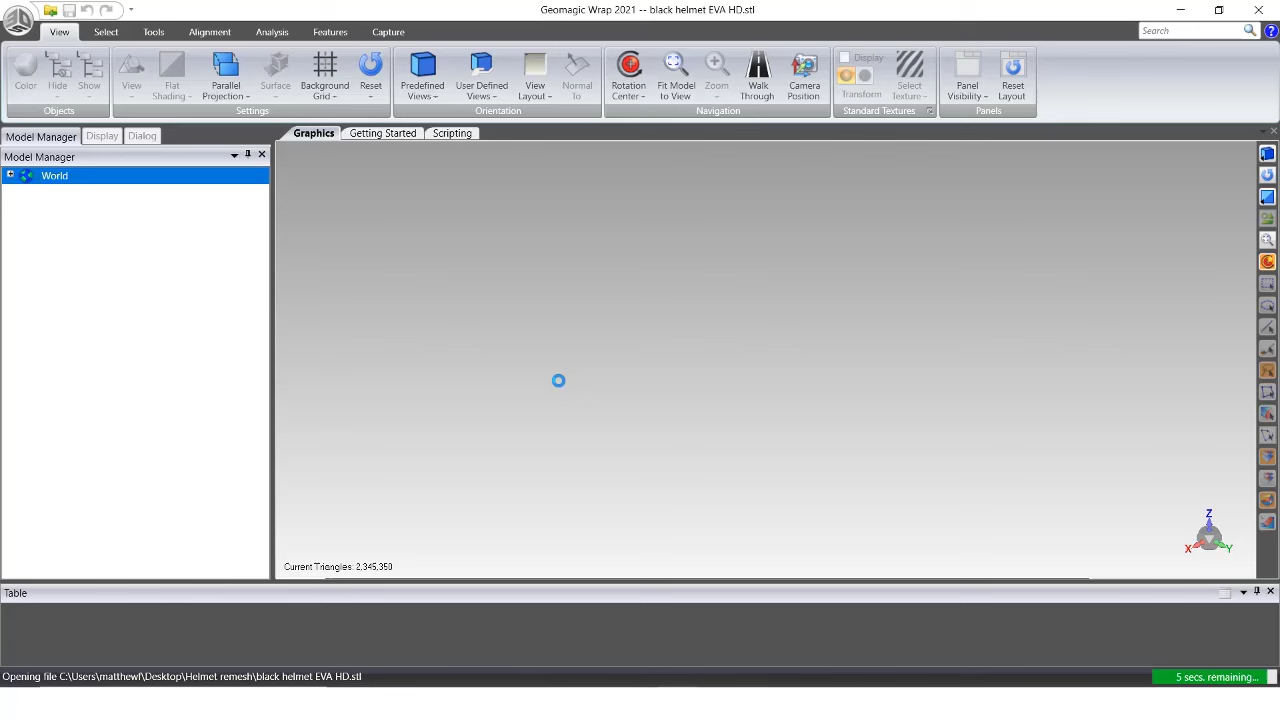 Geomagic Wrap 2021 -- black helmet EVA HD.stl
View Select Tools Alignment Analysis Features Capture
Search
Color Hide Show
Objects
View Flat Shading Parallel Projection Surface Background Grid Reset
Settings
Predefined Views User Defined Views View Layout Normal To
Orientation
Rotation Center Fit Model to View Zoom Walk Through Camera Position
Navigation
Display Transform Select Texture
Standard Textures
Panel Visibility Reset Layout
Panels
Model Manager Display Dialog
Graphics Getting Started Scripting
Model Manager
World
Z
X Y
Current Triangles: 2,345,350
Table
Opening file C:\Users\matthewf\Desktop\Helmet remesh\black helmet EVA HD.stl
5 secs. remaining...